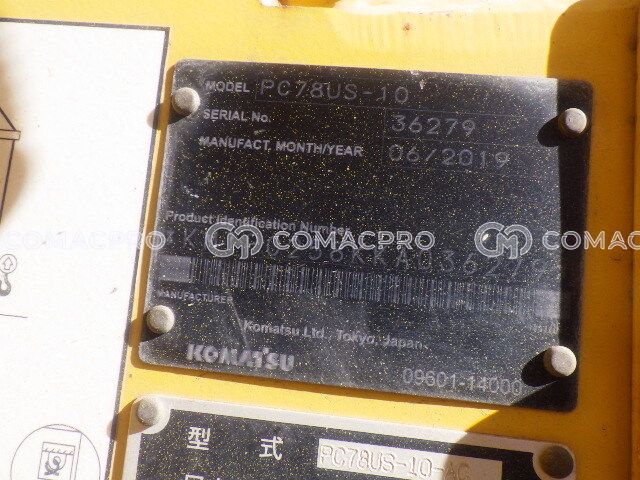 MODEL PC78US-10
SERIAL No. 36279
MANUFACT. MONTH/YEAR 06/2019
Product Identification Number
COMACPRO COMACPRO COMAC
MANUFACTURER
Komatsu Ltd., Tokyo, Japan
KOMATSU
09601-14000
型式 PC78US-10-AC